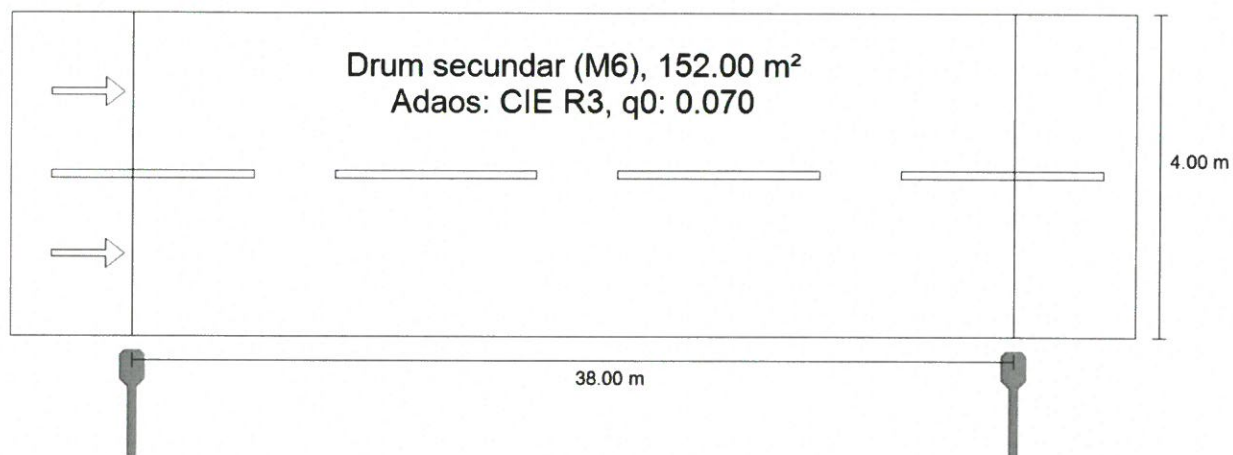 Drum secundar (M6), 152.00 m²
Adaos: CIE R3, q0: 0.070
4.00 m
38.00 m